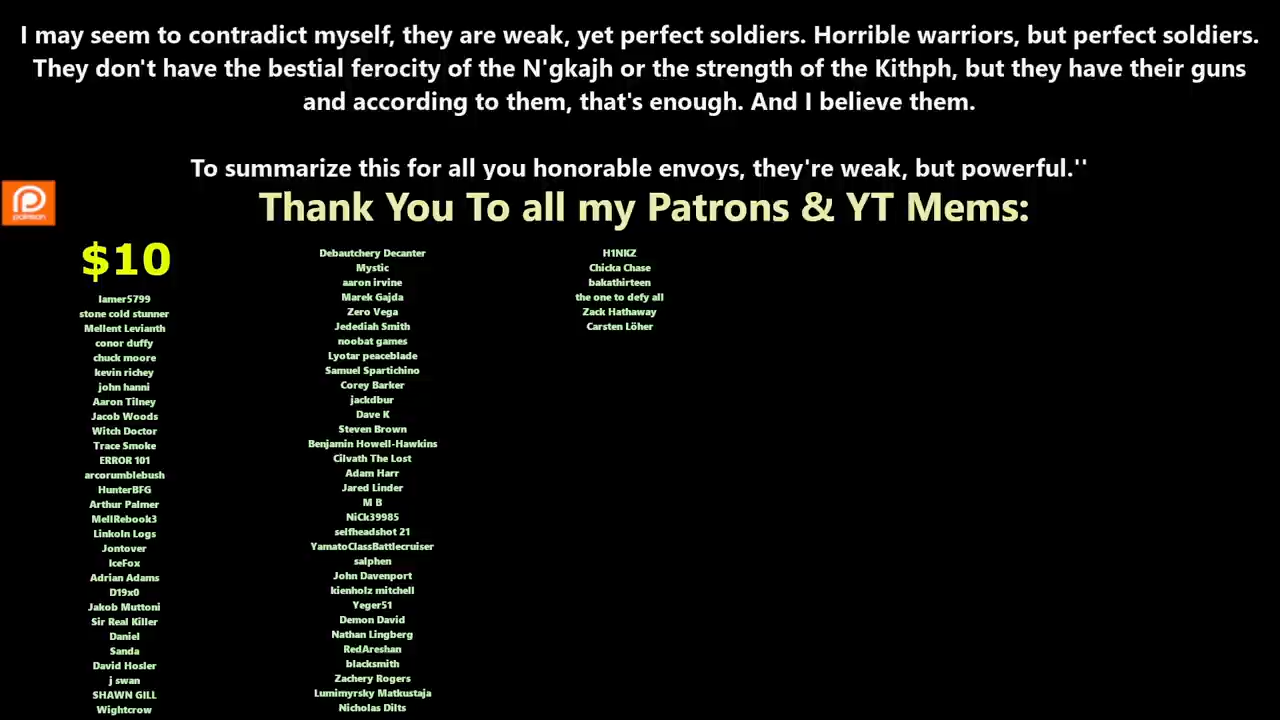 I may seem to contradict myself, they are weak, yet perfect soldiers. Horrible warriors, but perfect soldiers.
They don't have the bestial ferocity of the N'gkajh or the strength of the Kithph, but they have their guns
and according to them, that's enough. And I believe them.
To summarize this for all you honorable envoys, they're weak, but powerful.''
patreon
Thank You To all my Patrons & YT Mems:
$10
lamer5799
stone cold stunner
Mellent Levianth
conor duffy
chuck moore
kevin richey
john hanni
Aaron Tilney
Jacob Woods
Witch Doctor
Trace Smoke
ERROR 101
arcorumblebush
HunterBFG
Arthur Palmer
MellRebook3
Linkoln Logs
Jontover
IceFox
Adrian Adams
D19x0
Jakob Muttoni
Sir Real Killer
Daniel
Sanda
David Hosler
j swan
SHAWN GILL
Wightcrow
Debautchery Decanter
Mystic
aaron irvine
Marek Gajda
Zero Vega
Jedediah Smith
noobat games
Lyotar peaceblade
Samuel Spartichino
Corey Barker
jackdbur
Dave K
Steven Brown
Benjamin Howell-Hawkins
Cilvath The Lost
Adam Harr
Jared Linder
M B
NiCk39985
selfheadshot 21
YamatoClassBattlecruiser
salphen
John Davenport
kienholz mitchell
Yeger51
Demon David
Nathan Lingberg
RedAreshan
blacksmith
Zachery Rogers
Lumimyrsky Matkustaja
Nicholas Dilts
H1NKZ
Chicka Chase
bakathirteen
the one to defy all
Zack Hathaway
Carsten Löher